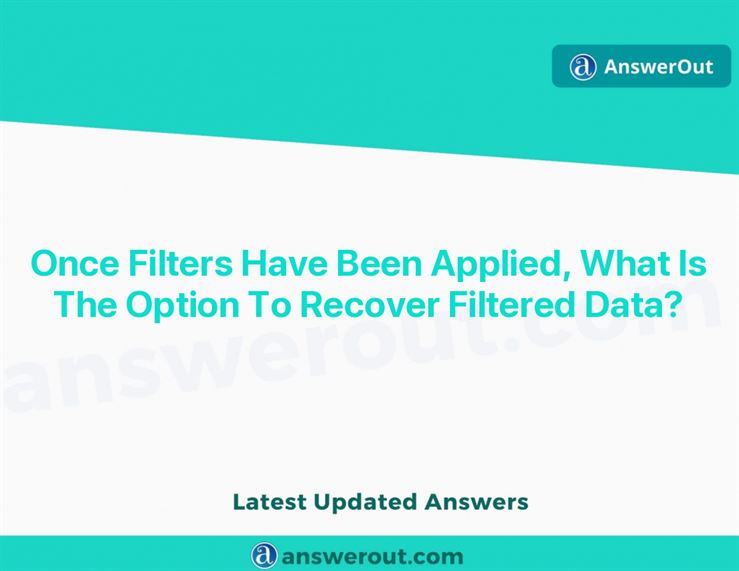 AnswerOut
Once Filters Have Been Applied, What Is
The Option To Recover Filtered Data?
answerout.com
Latest Updated Answers
answerout.com